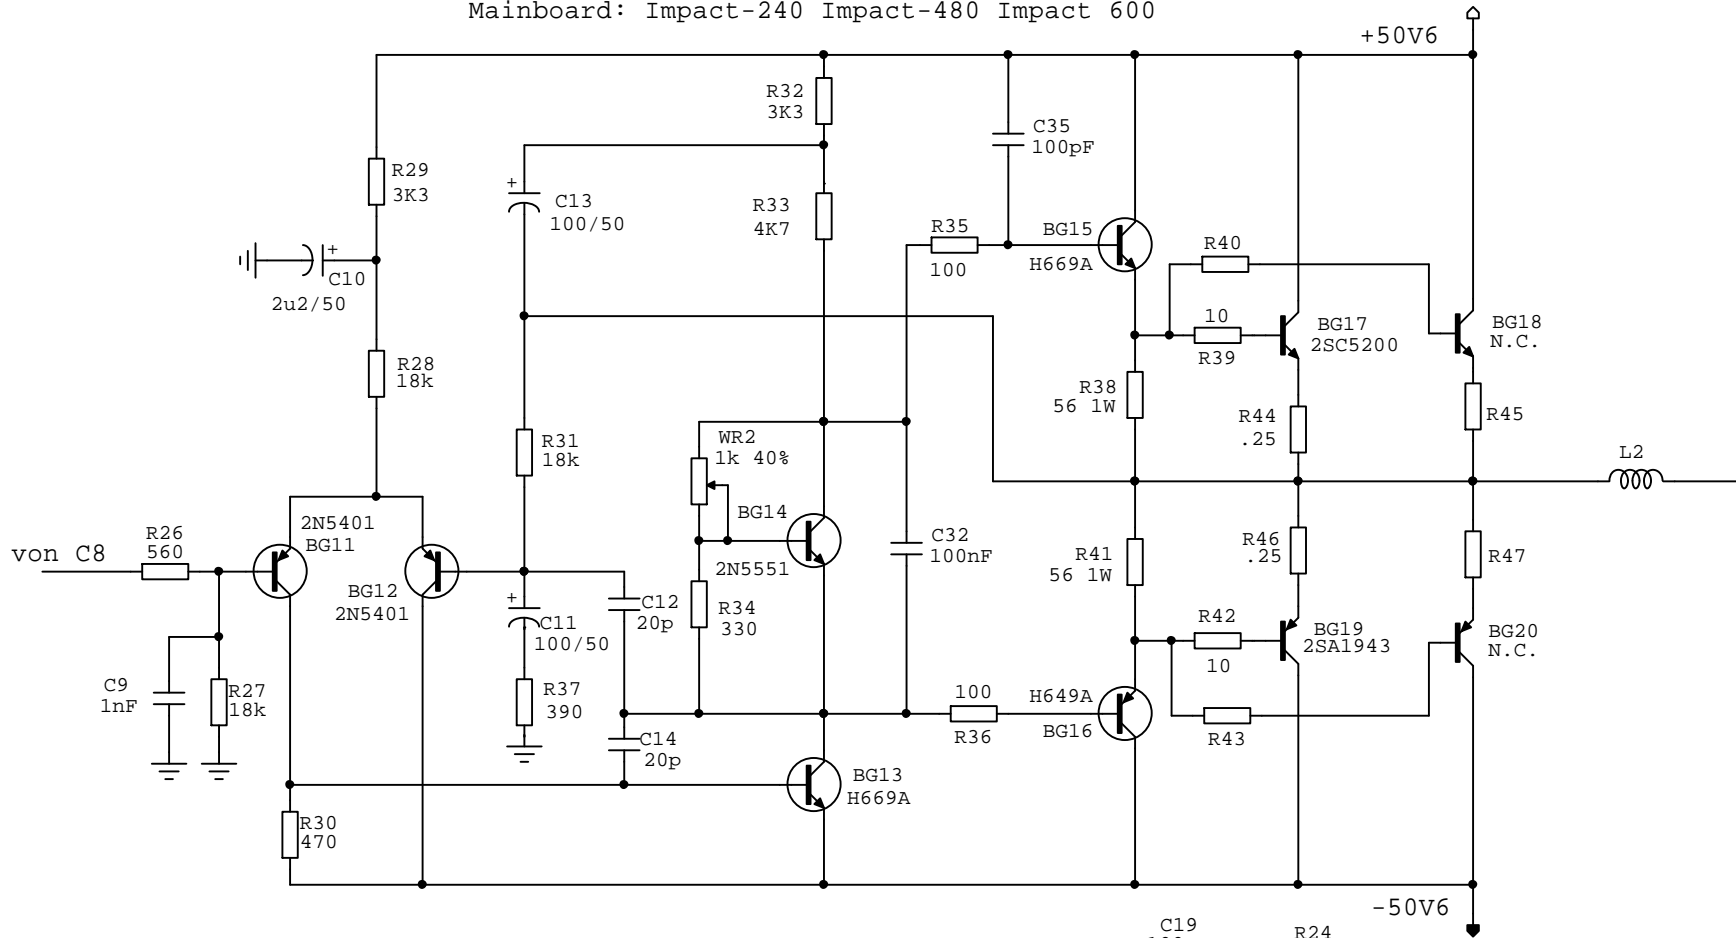 Mainboard: Impact-240 Impact-480 Impact 600
+50V6
R32
3K3
C35
100pF
R29
3K3
C13
100/50
R33
4K7
R35
100
BG15
H669A
R40
+
C10
2u2/50
+
10
R39
BG17
2SC5200
BG18
N.C.
R28
18k
R38
56 1W
R44
.25
R45
R31
18k
WR2
1k 40%
L2
von C8
R26
560
2N5401
BG11
BG14
2N5551
C32
100nF
R41
56 1W
R46
.25
R47
BG12
2N5401
+
C11
100/50
C12
20p
R34
330
R42
10
BG19
2SA1943
BG20
N.C.
C9
1nF
R27
18k
R37
390
C14
20p
100
R36
H649A
BG16
R43
BG13
H669A
R30
470
-50V6
C19
R24